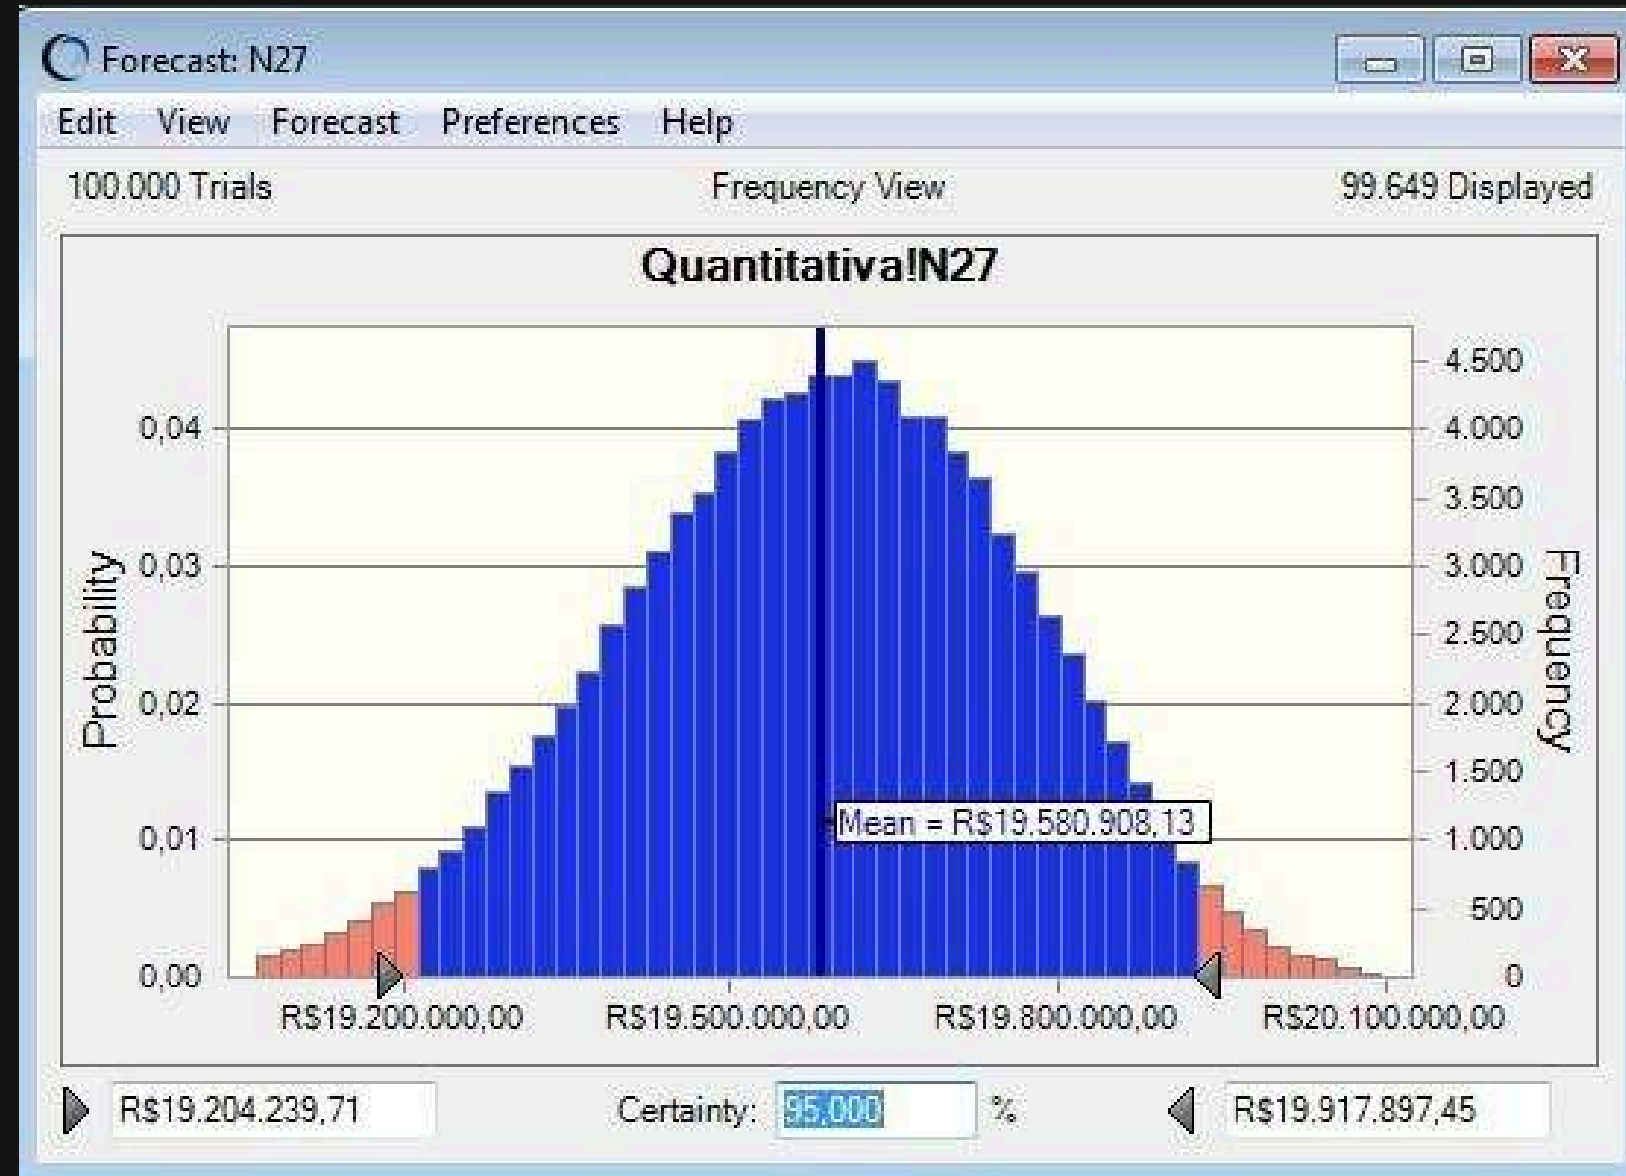 Forecast: N27
Edit View Forecast Preferences Help
100.000 Trials Frequency View 99.649 Displayed
Quantitativa!N27
Probability
0,04
0,03
0,02
0,01
0,00
Mean = R$19.580.908,13
4.500
4.000
3.500
3.000
2.500
2.000
1.500
1.000
500
0
Frequency
R$19.200.000,00 R$19.500.000,00 R$19.800.000,00 R$20.100.000,00
R$19.204.239,71 Certainty: 95,000 % R$19.917.897,45